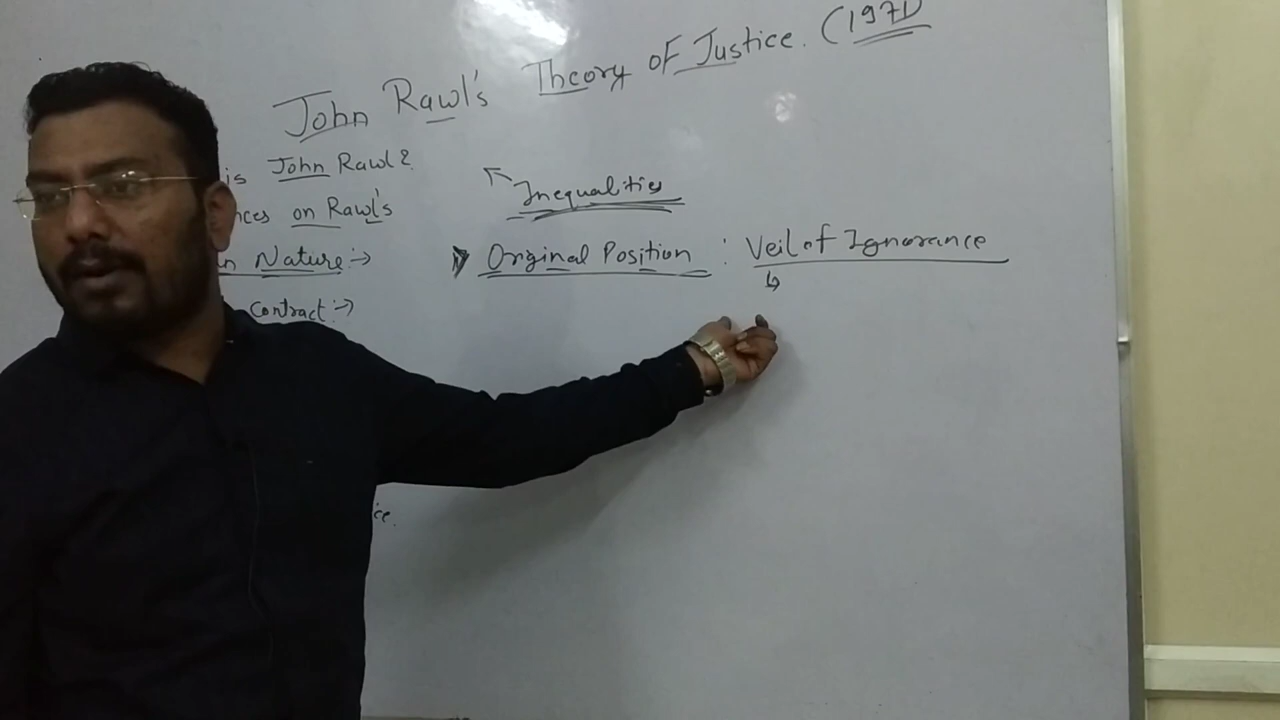 John Rawl's Theory of Justice. (1971)
is John Rawl?
nces on Rawl's
n Nature :→
Contract :→
ce.
Inequalities
Original Position : Veil of Ignorance